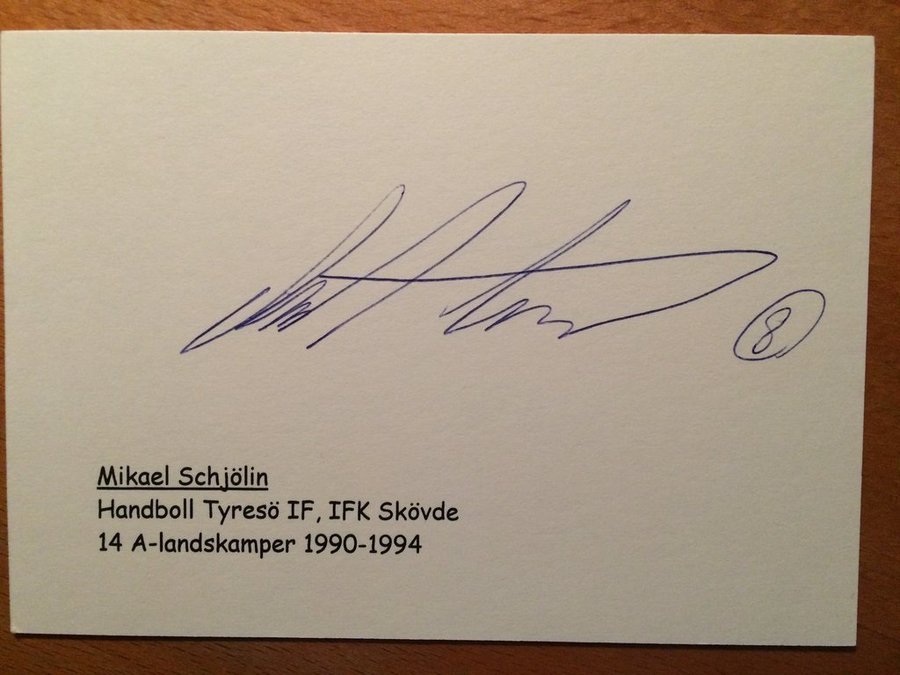 8
Mikael Schjölin
Handboll Tyresö IF, IFK Skövde
14 A-landskamper 1990-1994